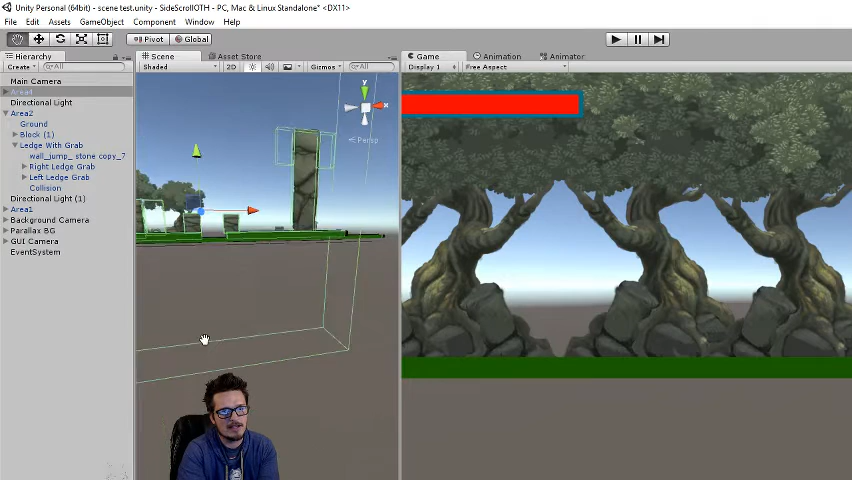 Unity Personal (64bit) - scene test.unity - SideScrollOTH - PC, Mac & Linux Standalone* <DX11>
File Edit Assets GameObject Component Window Help
Pivot Global
Hierarchy
Create All
Main Camera
Area4
Directional Light
Area2
Ground
Block (1)
Ledge With Grab
wall_jump_ stone copy_7
Right Ledge Grab
Left Ledge Grab
Collision
Directional Light (1)
Area1
Background Camera
Parallax BG
GUI Camera
EventSystem
Scene Asset Store
Shaded 2D Gizmos All
y
x
Persp
Game Animation Animator
Display 1 Free Aspect